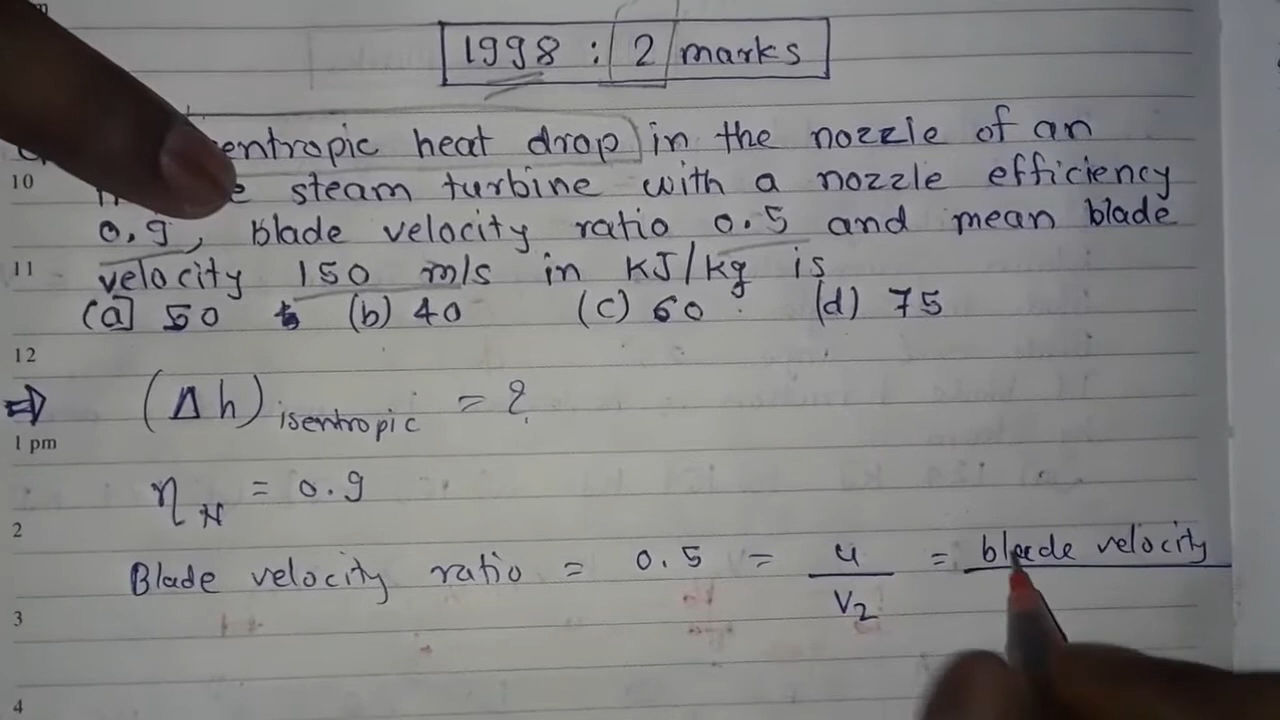 1998 : 2 marks
entropic heat drop in the nozzle of an
10 steam turbine with a nozzle efficiency
0.9, Blade velocity ratio 0.5 and mean blade
11 velocity 150 m/s in KJ/kg is
(a) 50 (b) 40 (c) 60 (d) 75
12
⇒ (Δh) isentropic = ?
1 pm
η N = 0.9
2
Blade velocity ratio = 0.5 = u / V2 = blade velocity
3
4